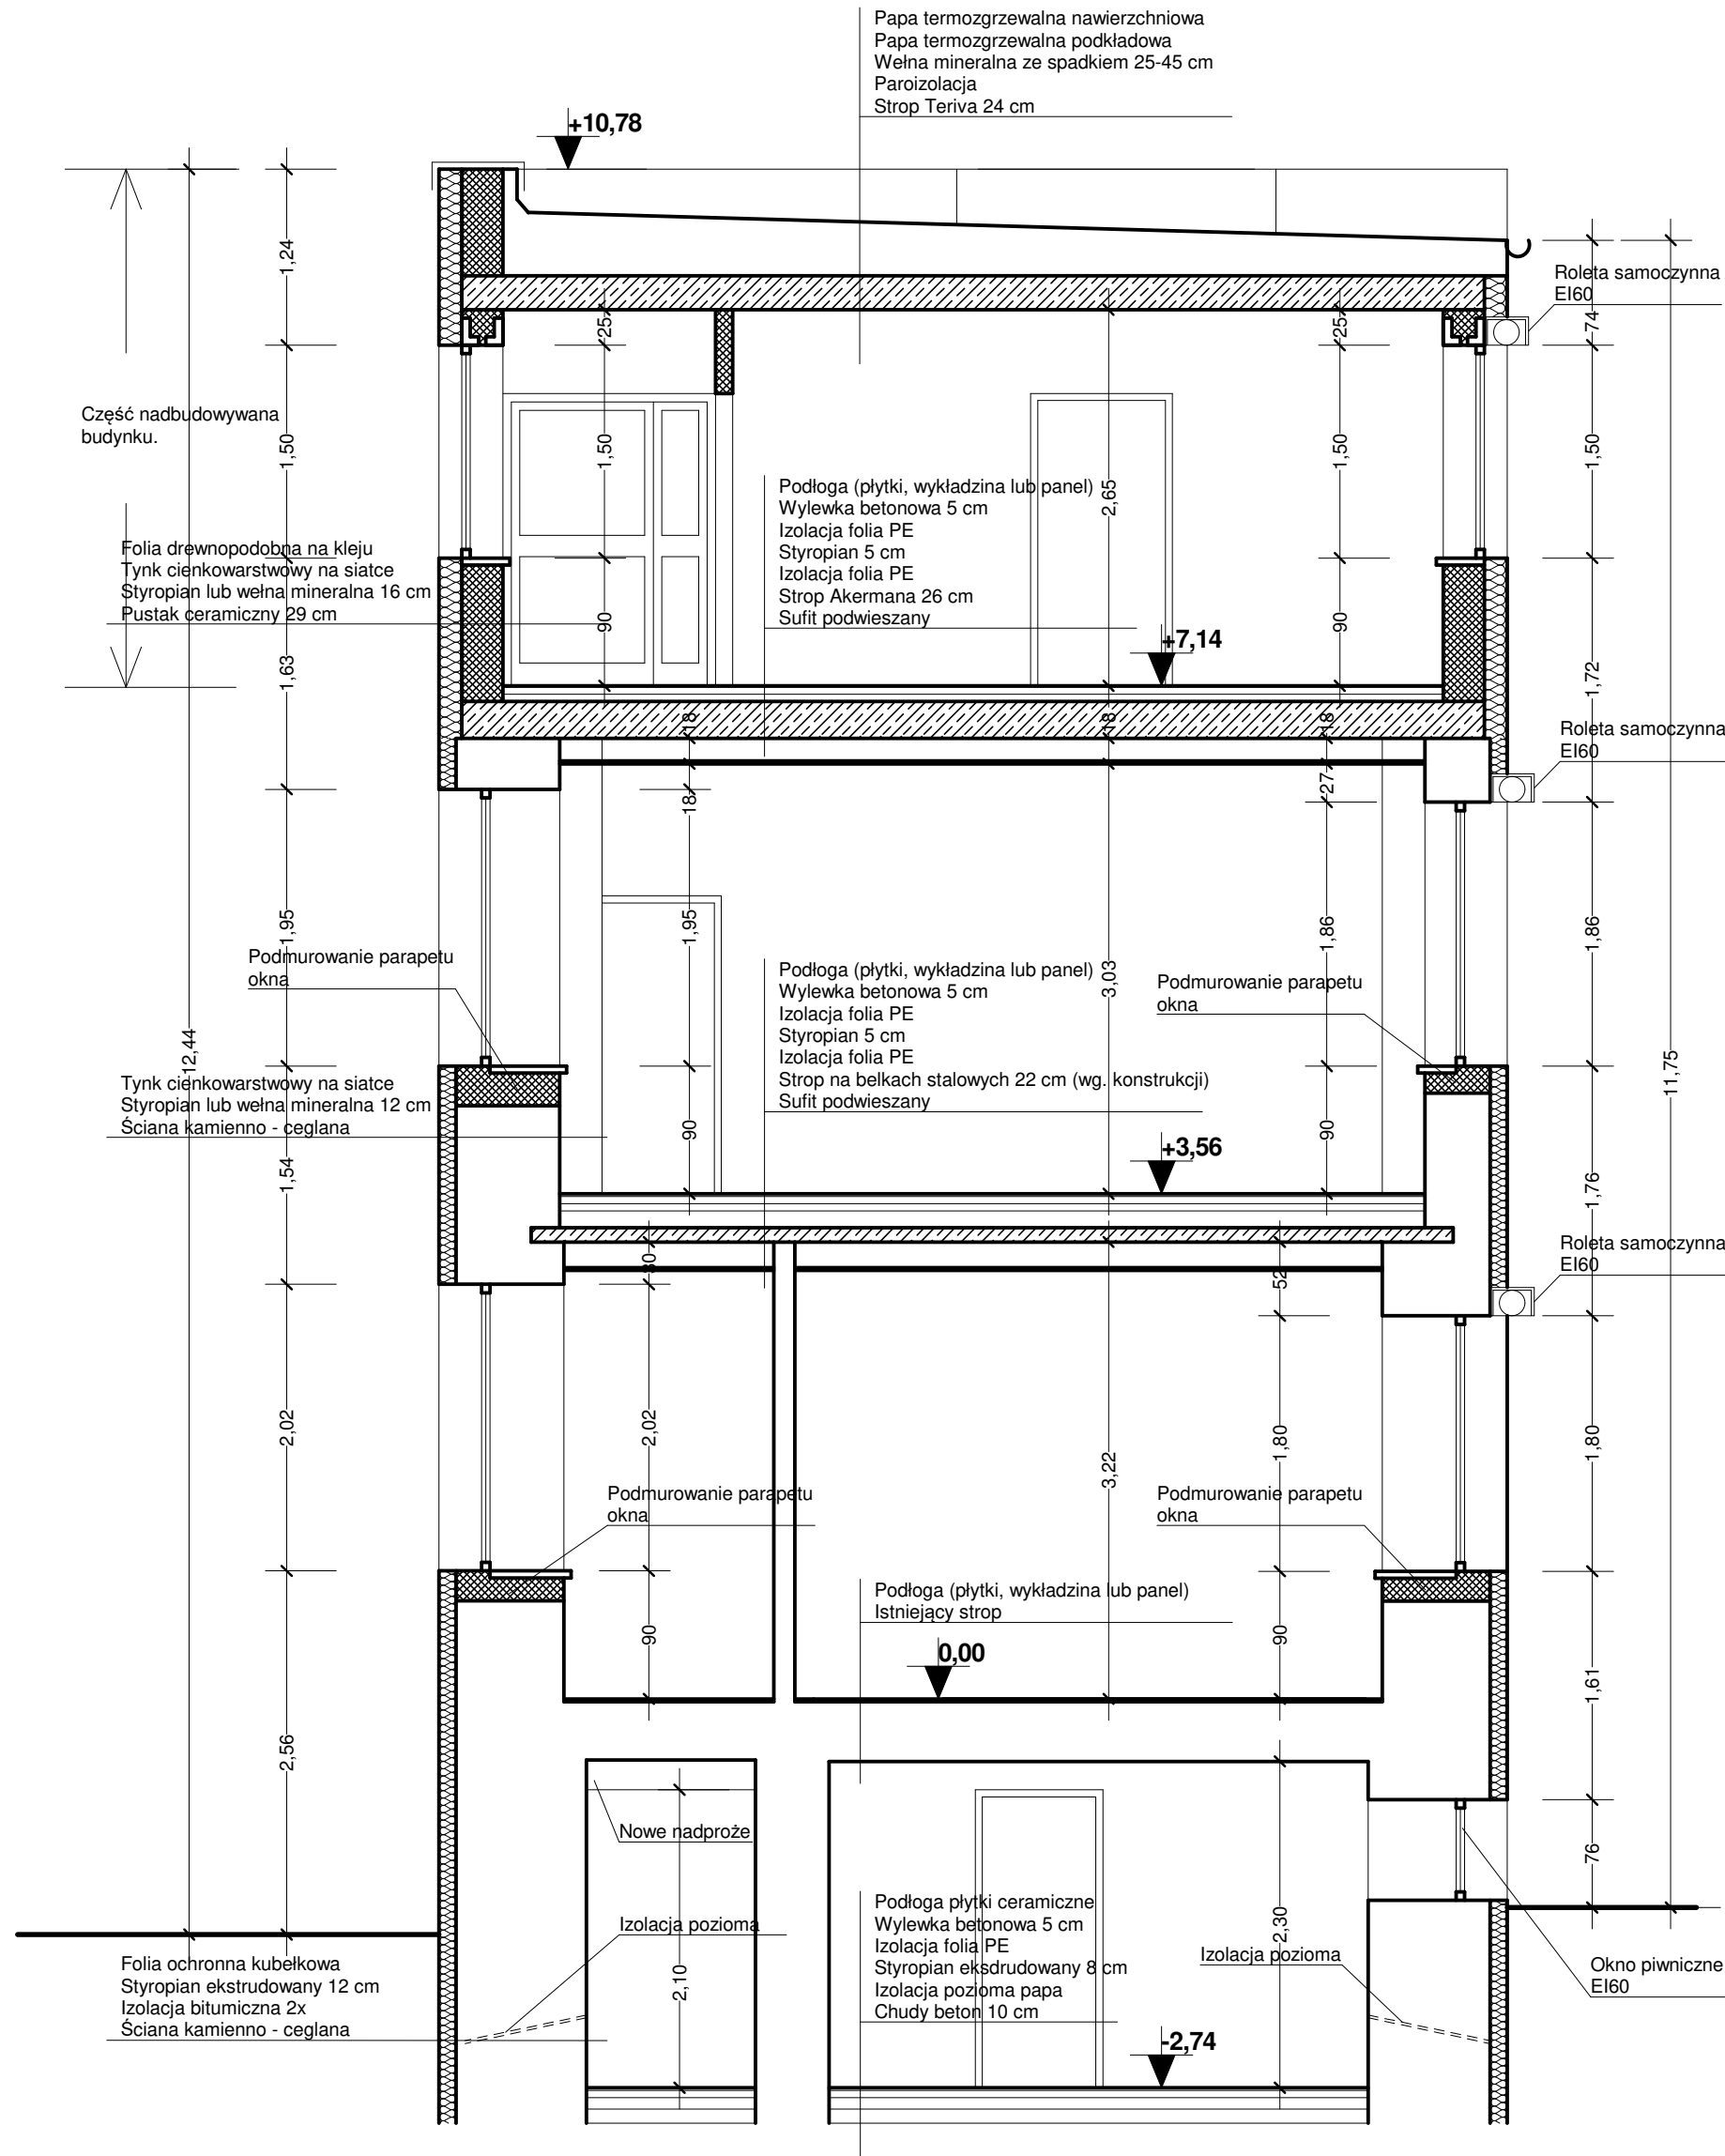 Papa termozgrzewalna nawierzchniowa
Papa termozgrzewalna podkładowa
Wełna mineralna ze spadkiem 25-45 cm
Paroizolacja
Strop Teriva 24 cm
+10,78
1,24
Roleta samoczynna
EI60
74
25
25
Część nadbudowywana
budynku.
1,50
1,50
2,65
1,50
1,50
Podłoga (płytki, wykładzina lub panel)
Wylewka betonowa 5 cm
Izolacja folia PE
Styropian 5 cm
Izolacja folia PE
Strop Akermana 26 cm
Sufit podwieszany
Folia drewnopodobna na kleju
Tynk cienkowarstwowy na siatce
Styropian lub wełna mineralna 16 cm
Pustak ceramiczny 29 cm
90
90
+7,14
1,63
1,72
18
18
18
Roleta samoczynna
EI60
18
27
1,95
1,95
3,03
1,86
1,86
Podmurowanie parapetu
okna
Podłoga (płytki, wykładzina lub panel)
Wylewka betonowa 5 cm
Izolacja folia PE
Styropian 5 cm
Izolacja folia PE
Strop na belkach stalowych 22 cm (wg. konstrukcji)
Sufit podwieszany
Podmurowanie parapetu
okna
12,44
11,75
Tynk cienkowarstwowy na siatce
Styropian lub wełna mineralna 12 cm
Ściana kamienno - ceglana
90
90
+3,56
1,54
1,76
Roleta samoczynna
EI60
30
52
2,02
2,02
3,22
1,80
1,80
Podmurowanie parapetu
okna
Podmurowanie parapetu
okna
Podłoga (płytki, wykładzina lub panel)
Istniejący strop
90
90
0,00
1,61
2,56
Nowe nadproże
76
Podłoga płytki ceramiczne
Wylewka betonowa 5 cm
Izolacja folia PE
Styropian eksdrudowany 8 cm
Izolacja pozioma papa
Chudy beton 10 cm
2,30
Izolacja pozioma
Izolacja pozioma
Okno piwniczne
EI60
Folia ochronna kubełkowa
Styropian ekstrudowany 12 cm
Izolacja bitumiczna 2x
Ściana kamienno - ceglana
2,10
-2,74